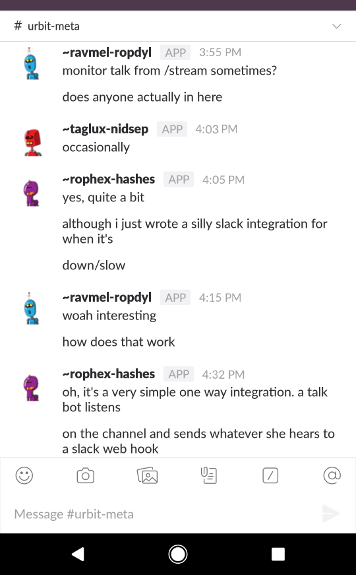 # urbit-meta
~ravmel-ropdyl APP 3:55 PM
monitor talk from /stream sometimes?
does anyone actually in here
~taglux-nidsep APP 4:03 PM
occasionally
~rophex-hashes APP 4:05 PM
yes, quite a bit
although i just wrote a silly slack integration for
when it's
down/slow
~ravmel-ropdyl APP 4:15 PM
woah interesting
how does that work
~rophex-hashes APP 4:32 PM
oh, it's a very simple one way integration. a talk
bot listens
on the channel and sends whatever she hears to
a slack web hook
Message #urbit-meta